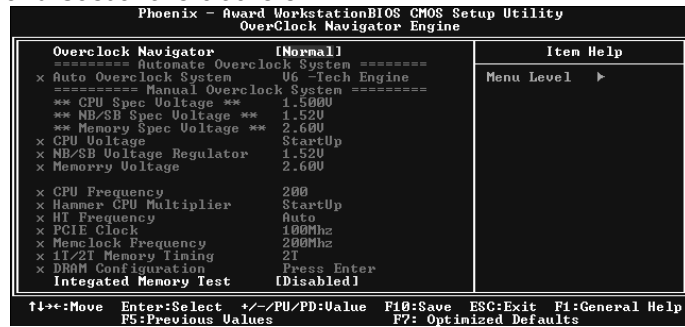 Phoenix - Award WorkstationBIOS CMOS Setup Utility
OverClock Navigator Engine
Overclock Navigator [Normal] Item Help
========= Automate Overclock System ========
x Auto Overclock System V6 -Tech Engine Menu Level ▶
========== Manual Overclock System =========
** CPU Spec Voltage ** 1.500V
** NB/SB Spec Voltage ** 1.52V
** Memory Spec Voltage ** 2.60V
x CPU Voltage StartUp
x NB/SB Voltage Regulator 1.52V
x Memorry Voltage 2.60V
x CPU Frequency 200
x Hammer CPU Multiplier StartUp
x HT Frequency Auto
x PCIE Clock 100Mhz
x Memclock Frequency 200Mhz
x 1T/2T Memory Timing 2T
x DRAM Configuration Press Enter
Integated Memory Test [Disabled]
↑↓→←:Move Enter:Select +/-/PU/PD:Value F10:Save ESC:Exit F1:General Help
F5:Previous Values F7: Optimized Defaults